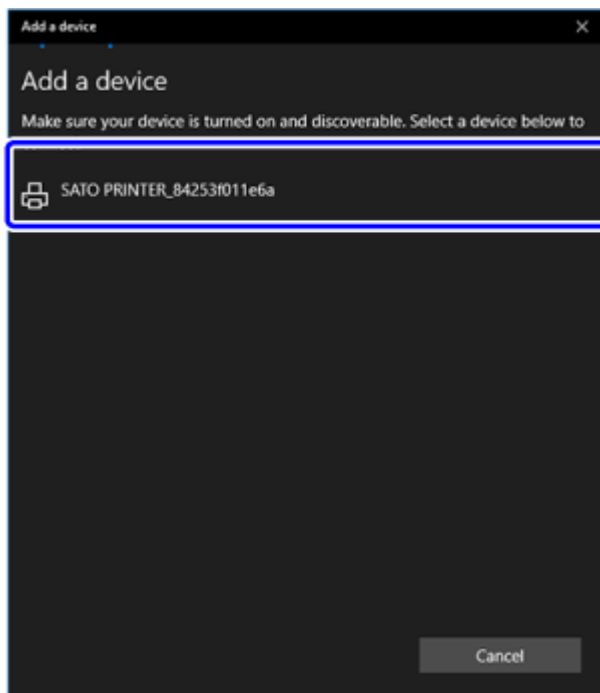 Add a device
Add a device
Make sure your device is turned on and discoverable. Select a device below to
SATO PRINTER_84253f011e6a
Cancel